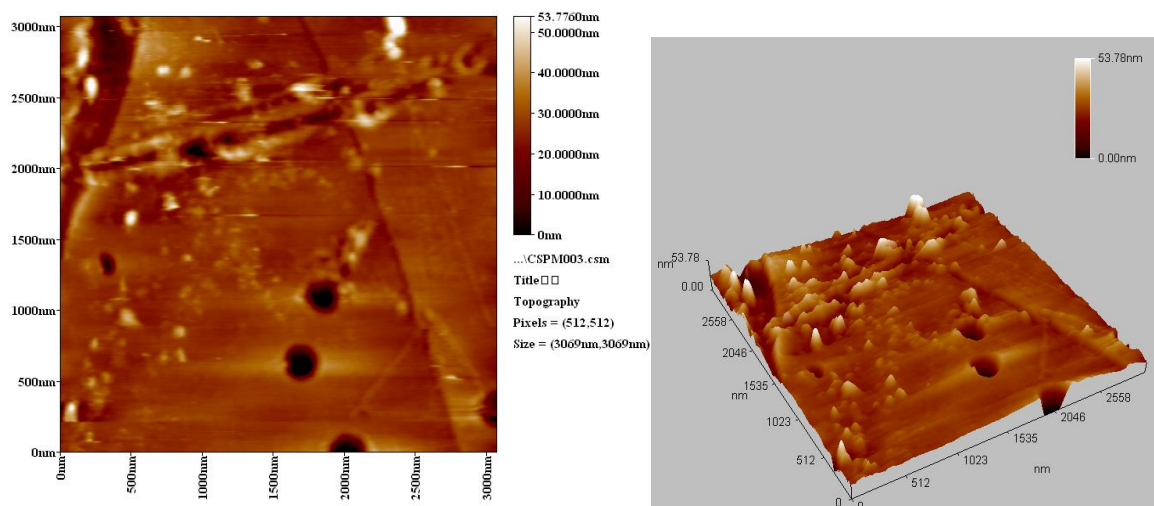 3000nm
2500nm
2000nm
1500nm
1000nm
500nm
0nm
0nm
500nm
1000nm
1500nm
2000nm
2500nm
3000nm
53.7760nm
50.0000nm
40.0000nm
30.0000nm
20.0000nm
10.0000nm
0nm
...\CSPM003.csm
Title□□
Topography
Pixels = (512,512)
Size = (3069nm,3069nm)
53.78nm
0.00nm
53.78
nm
0.00
2558
2046
1535
nm
1023
512
0
0
512
1023
1535
2046
2558
nm